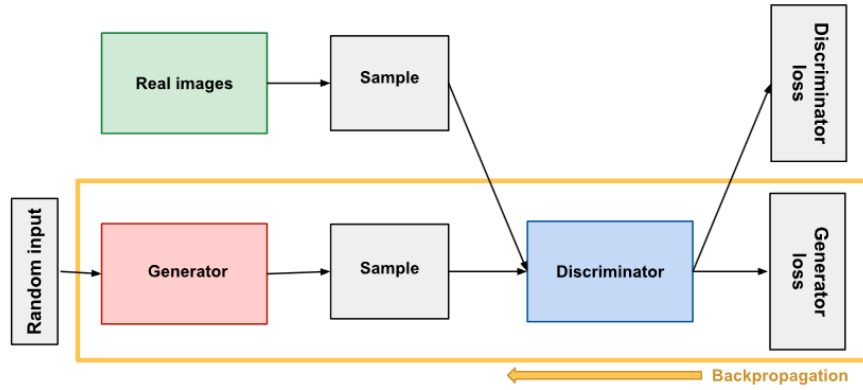 Real images
Sample
Discriminator
loss
Random input
Generator
Sample
Discriminator
Generator
loss
Backpropagation